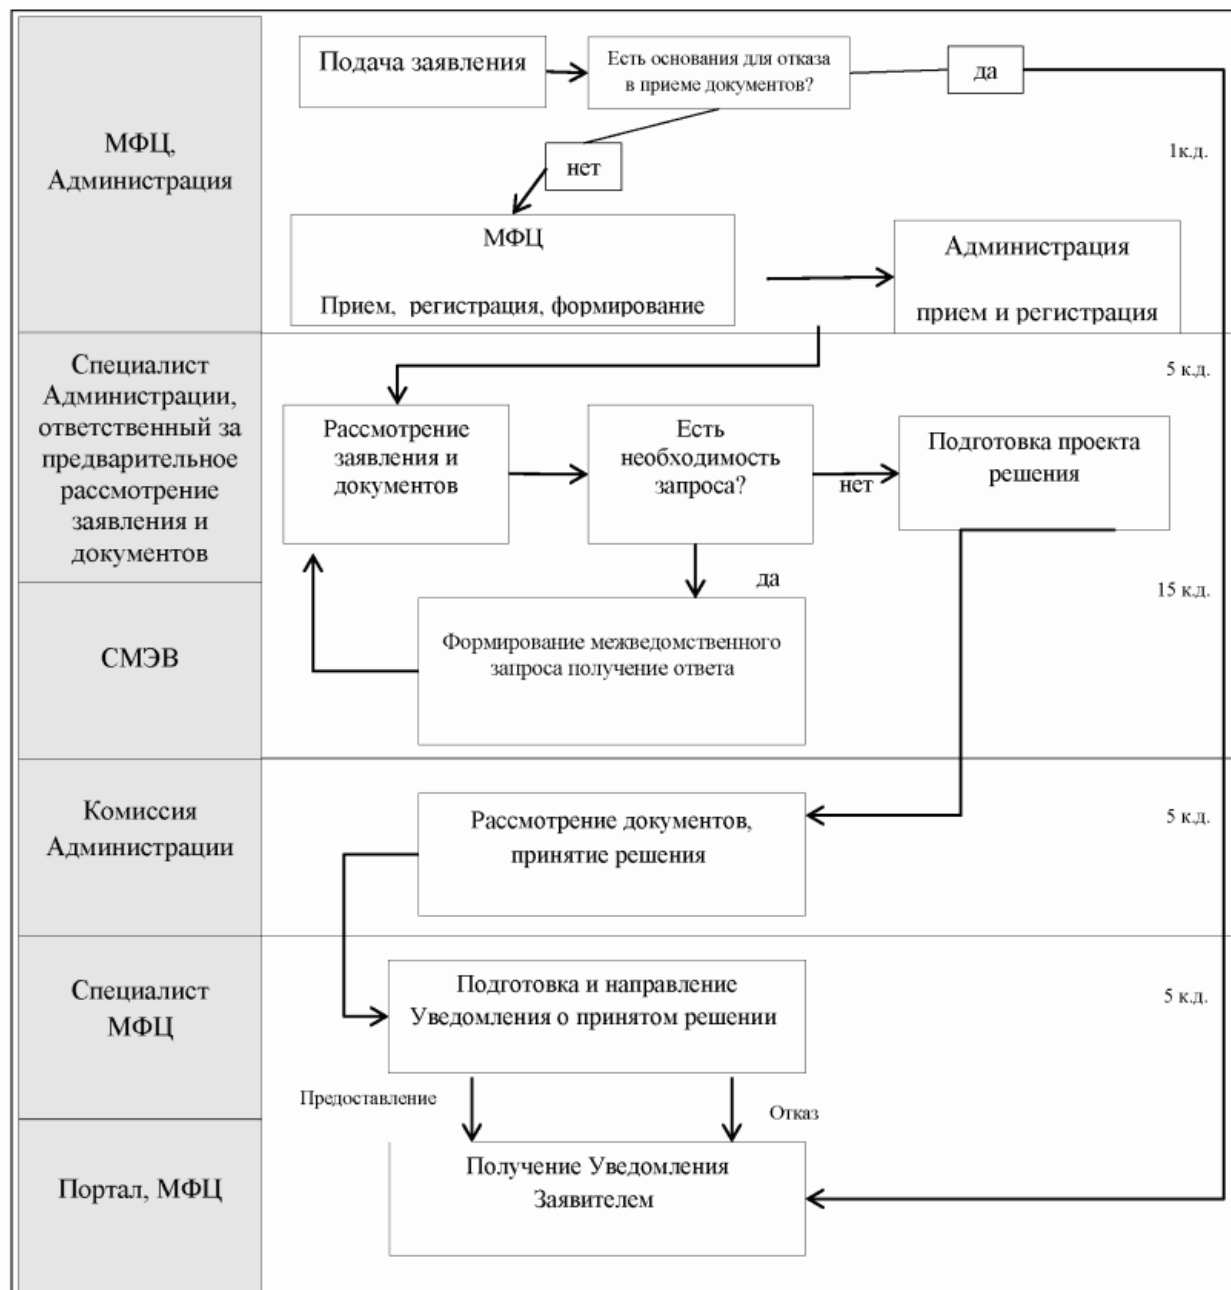 МФЦ,
Администрация
Подача заявления
Есть основания для отказа
в приеме документов?
да
нет
1к.д.
МФЦ
Прием, регистрация, формирование
Администрация
прием и регистрация
Специалист
Администрации,
ответственный за
предварительное
рассмотрение
заявления и
документов
5 к.д.
Рассмотрение
заявления и
документов
Есть
необходимость
запроса?
нет
Подготовка проекта
решения
да
15 к.д.
СМЭВ
Формирование межведомственного
запроса получение ответа
Комиссия
Администрации
Рассмотрение документов,
принятие решения
5 к.д.
Специалист
МФЦ
Подготовка и направление
Уведомления о принятом решении
5 к.д.
Предоставление
Отказ
Портал, МФЦ
Получение Уведомления
Заявителем